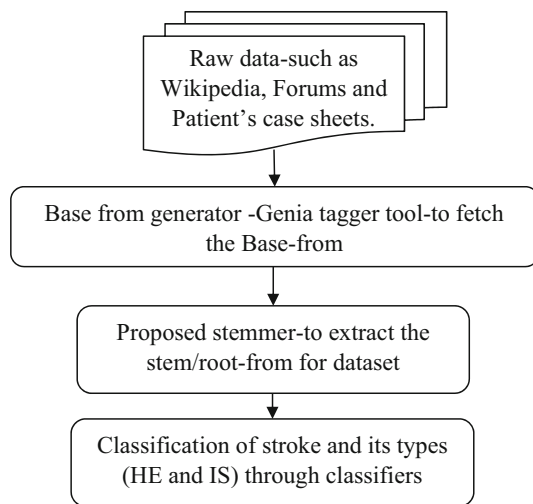 Raw data-such as
Wikipedia, Forums and
Patient’s case sheets.
Base from generator -Genia tagger tool-to fetch
the Base-from
Proposed stemmer-to extract the
stem/root-from for dataset
Classification of stroke and its types
(HE and IS) through classifiers